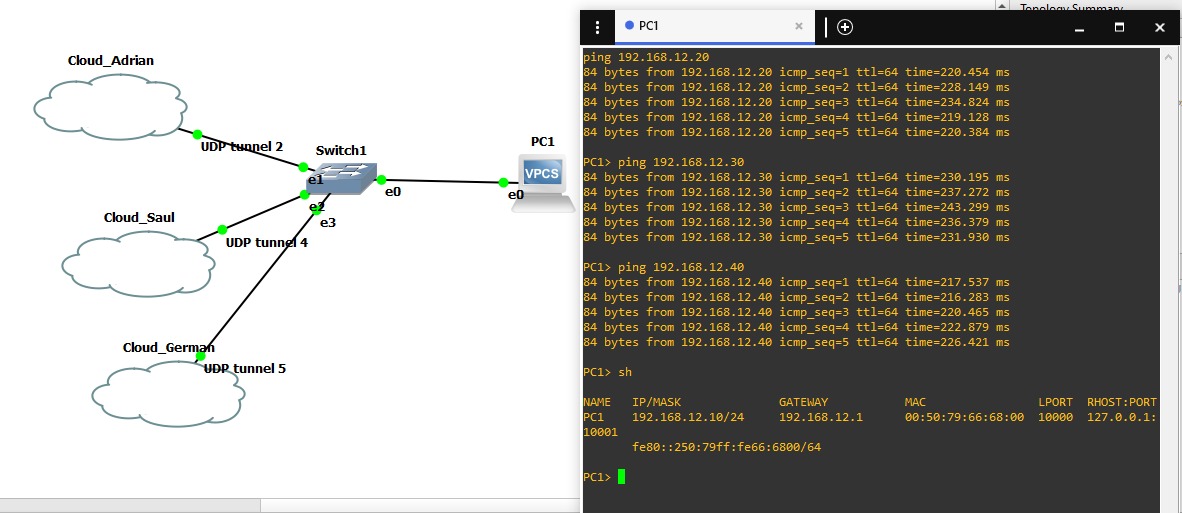 Topology Summary
PC1
Cloud_Adrian
UDP tunnel 2
Switch1
PC1
VPCS
e1
e0
e0
e2
Cloud_Saul
e3
UDP tunnel 4
Cloud_German
UDP tunnel 5
ping 192.168.12.20
84 bytes from 192.168.12.20 icmp_seq=1 ttl=64 time=220.454 ms
84 bytes from 192.168.12.20 icmp_seq=2 ttl=64 time=228.149 ms
84 bytes from 192.168.12.20 icmp_seq=3 ttl=64 time=234.824 ms
84 bytes from 192.168.12.20 icmp_seq=4 ttl=64 time=219.128 ms
84 bytes from 192.168.12.20 icmp_seq=5 ttl=64 time=220.384 ms
PC1> ping 192.168.12.30
84 bytes from 192.168.12.30 icmp_seq=1 ttl=64 time=230.195 ms
84 bytes from 192.168.12.30 icmp_seq=2 ttl=64 time=237.272 ms
84 bytes from 192.168.12.30 icmp_seq=3 ttl=64 time=243.299 ms
84 bytes from 192.168.12.30 icmp_seq=4 ttl=64 time=236.379 ms
84 bytes from 192.168.12.30 icmp_seq=5 ttl=64 time=231.930 ms
PC1> ping 192.168.12.40
84 bytes from 192.168.12.40 icmp_seq=1 ttl=64 time=217.537 ms
84 bytes from 192.168.12.40 icmp_seq=2 ttl=64 time=216.283 ms
84 bytes from 192.168.12.40 icmp_seq=3 ttl=64 time=220.465 ms
84 bytes from 192.168.12.40 icmp_seq=4 ttl=64 time=222.879 ms
84 bytes from 192.168.12.40 icmp_seq=5 ttl=64 time=226.421 ms
PC1> sh
NAME IP/MASK GATEWAY MAC LPORT RHOST:PORT
PC1 192.168.12.10/24 192.168.12.1 00:50:79:66:68:00 10000 127.0.0.1:
10001
fe80::250:79ff:fe66:6800/64
PC1>